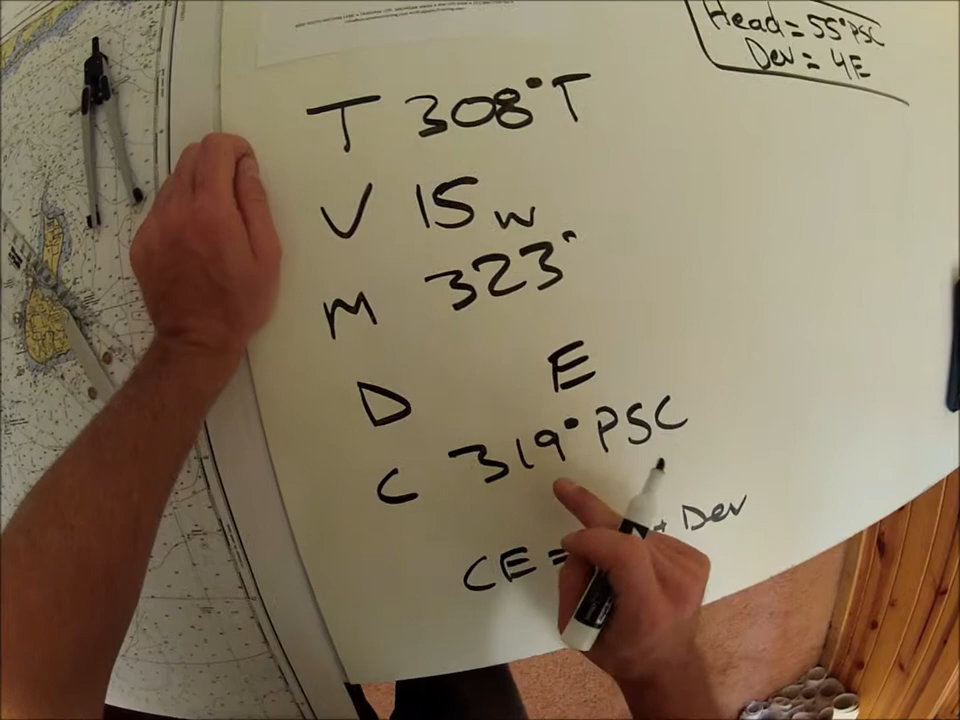 Head = 55° PSC
Dev = 4E
T 308° T
V 15 W
M 323°
D E
C 319° PSC
CE = + Dev